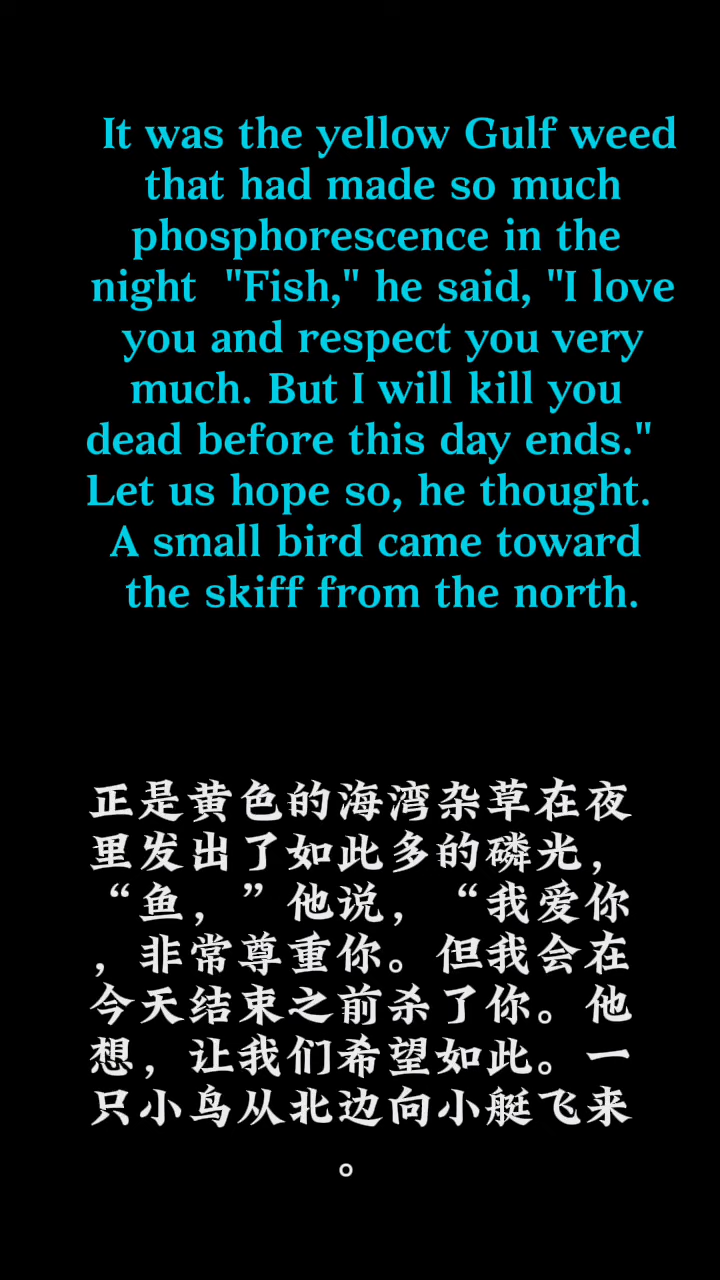 It was the yellow Gulf weed
that had made so much
phosphorescence in the
night  "Fish," he said, "I love
you and respect you very
much. But I will kill you
dead before this day ends."
Let us hope so, he thought.
A small bird came toward
the skiff from the north.
正是黄色的海湾杂草在夜
里发出了如此多的磷光，
“鱼，”他说，“我爱你
，非常尊重你。但我会在
今天结束之前杀了你。他
想，让我们希望如此。一
只小鸟从北边向小艇飞来
。